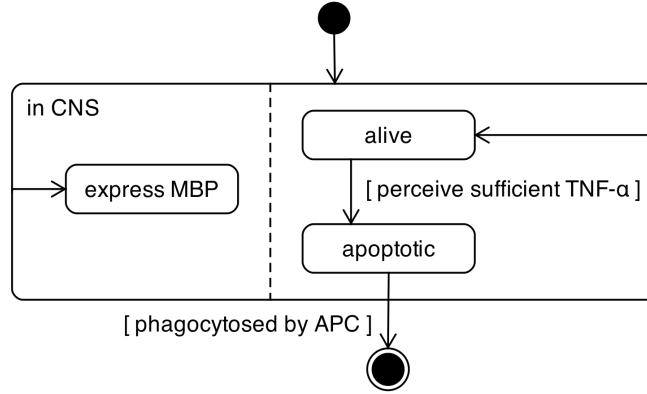 in CNS
alive
express MBP
[ perceive sufficient TNF-α ]
apoptotic
[ phagocytosed by APC ]